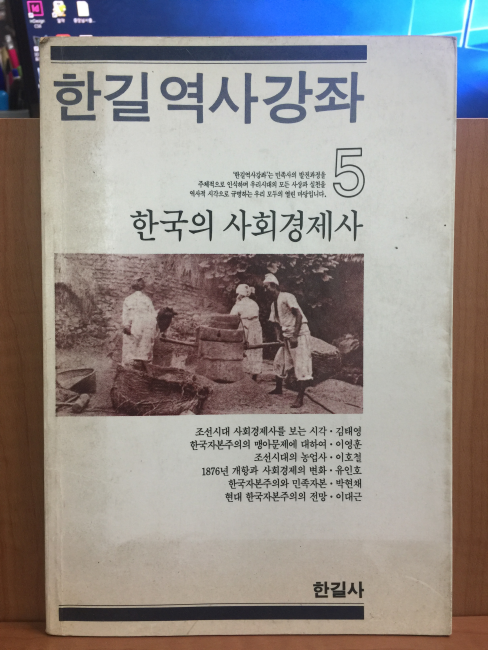 한길역사강좌
5
'한길역사강좌'는 민족사의 발전과정을
주체적으로 인식하며 우리시대의 모든 사상과 실천을
역사적 시각으로 규명하는 우리 모두의 열린 마당입니다.
한국의 사회경제사
조선시대 사회경제사를 보는 시각·김태영
한국자본주의의 맹아문제에 대하여·이영훈
조선시대의 농업사·이호철
1876년 개항과 사회경제의 변화·유인호
한국자본주의와 민족자본·박현채
현대 한국자본주의의 전망·이대근
한길사